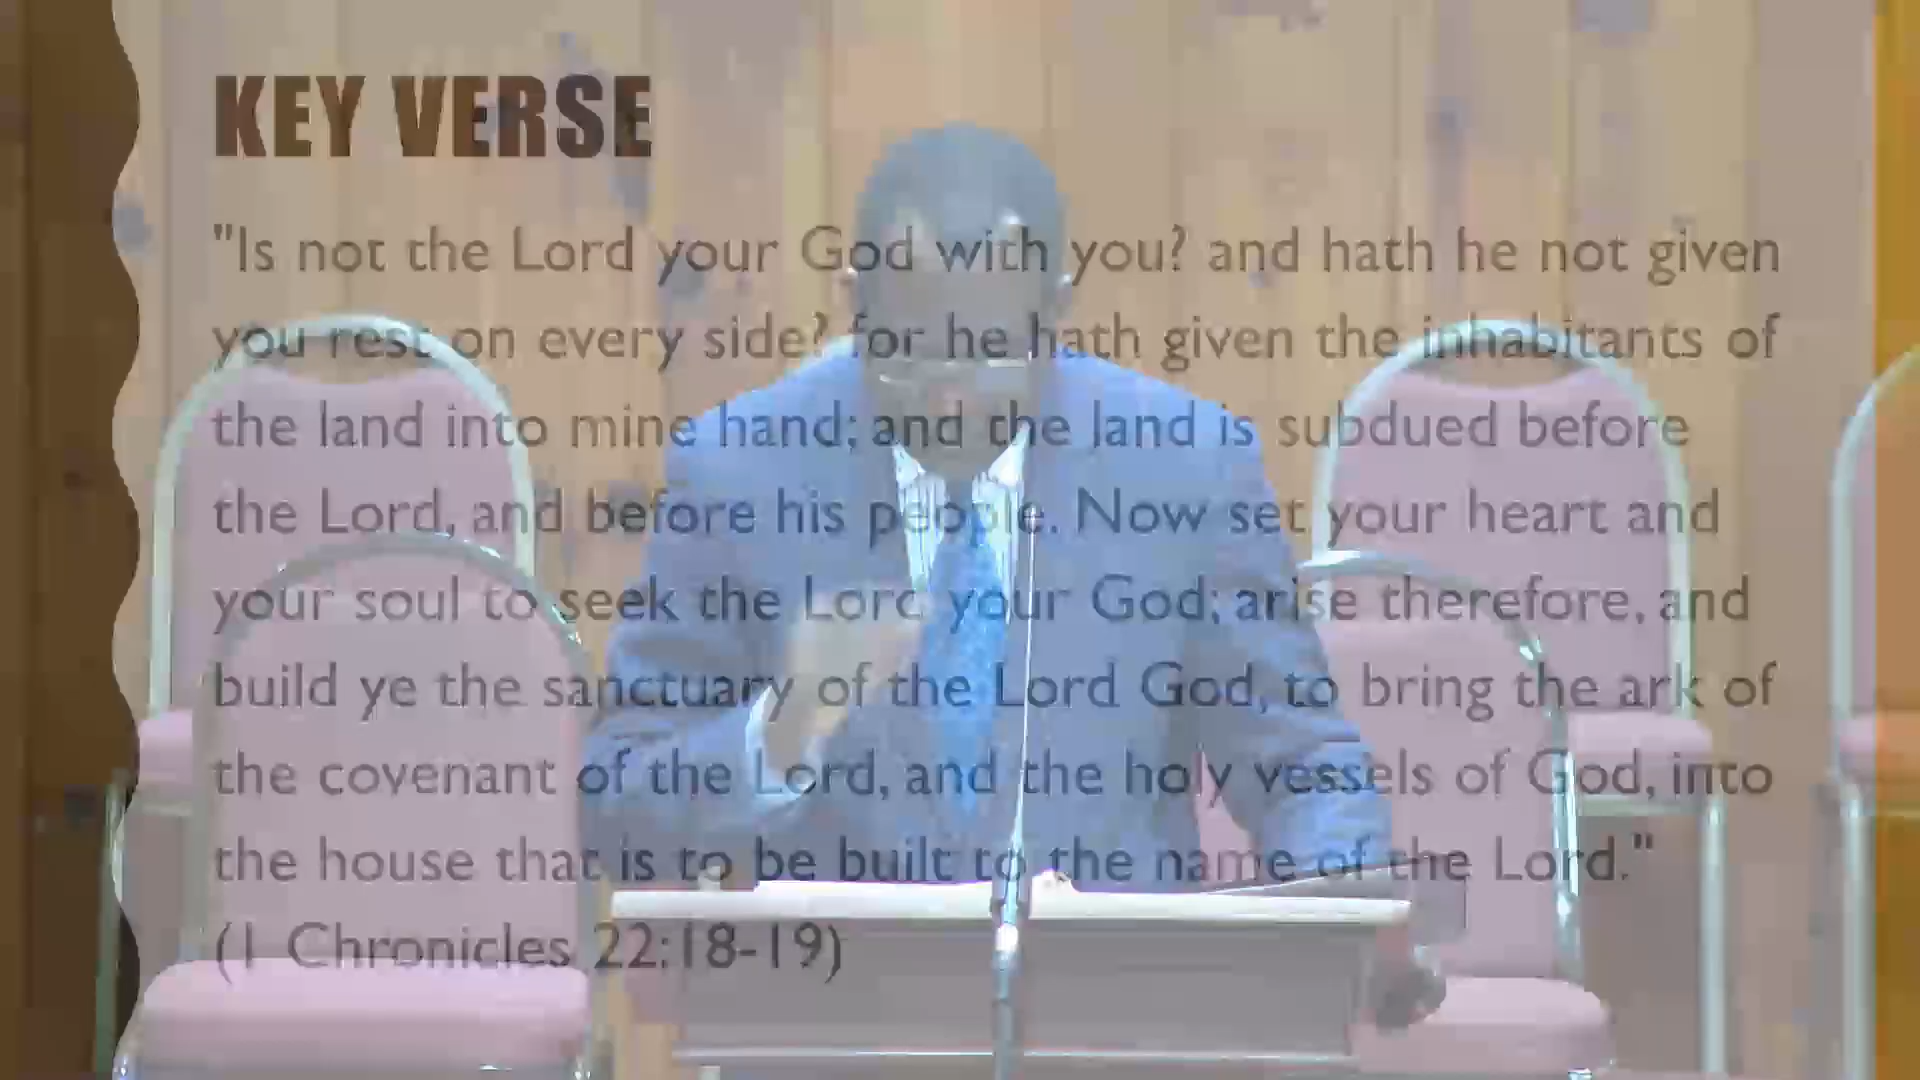 KEY VERSE
"Is not the Lord your God with you? and hath he not given
you rest on every side? for he hath given the inhabitants of
the land into mine hand; and the land is subdued before
the Lord, and before his people. Now set your heart and
your soul to seek the Lord your God; arise therefore, and
build ye the sanctuary of the Lord God, to bring the ark of
the covenant of the Lord, and the holy vessels of God, into
the house that is to be built to the name of the Lord."
(1 Chronicles 22:18-19)